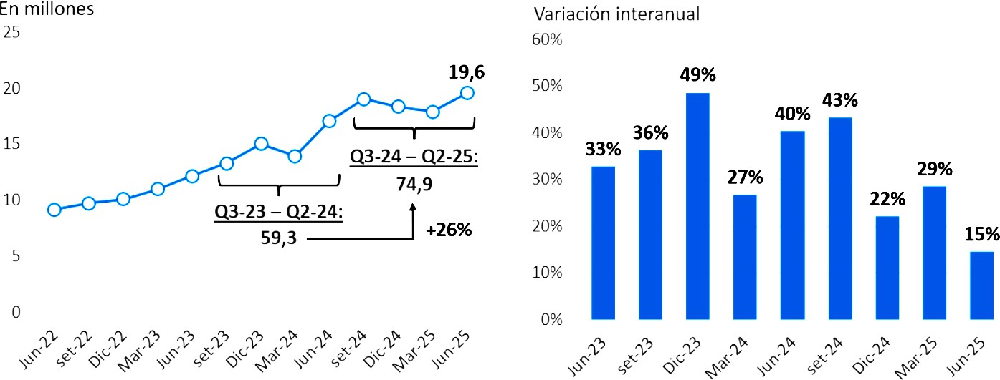 En millones
25
20
15
10
5
0
19,6
Q3-24 – Q2-25:
74,9
Q3-23 – Q2-24:
59,3
+26%
Jun-22
set-22
Dic-22
Mar-23
Jun-23
set-23
Dic-23
Mar-24
Jun-24
set-24
Dic-24
Mar-25
Jun-25
Variación interanual
60%
50%
40%
30%
20%
10%
0%
33%
36%
49%
27%
40%
43%
22%
29%
15%
Jun-23
set-23
Dic-23
Mar-24
Jun-24
set-24
Dic-24
Mar-25
Jun-25